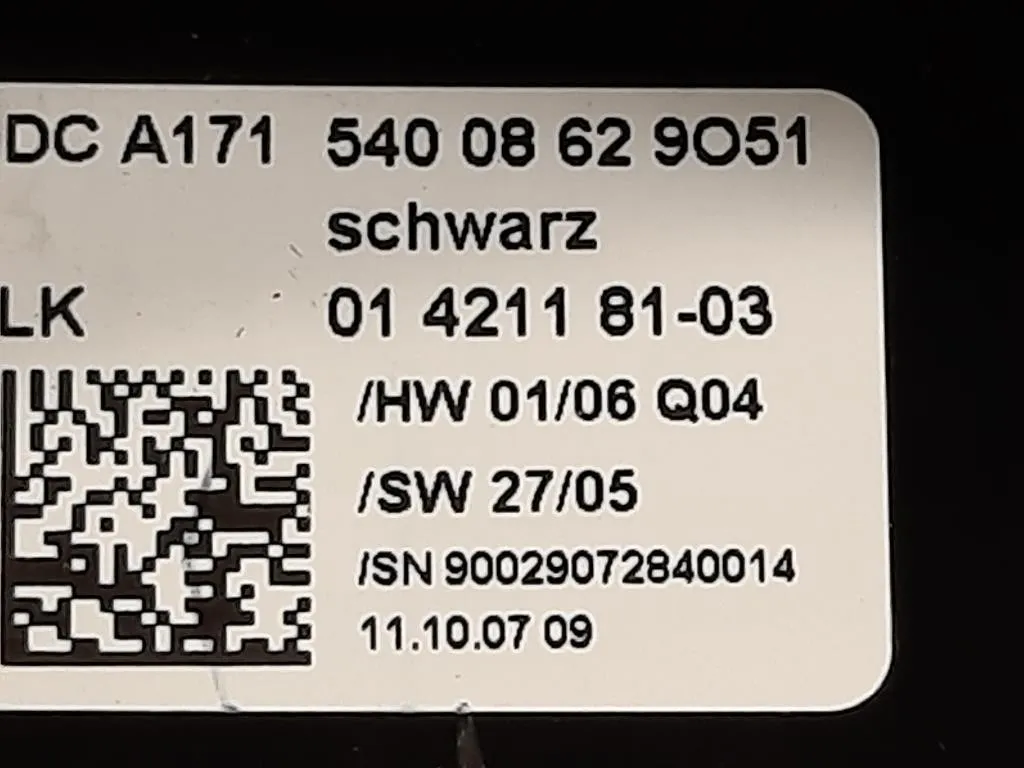 DC A171 540 08 62 9O51
schwarz
LK 01 4211 81-03
/HW 01/06 Q04
/SW 27/05
/SN 90029072840014
11.10.07 09